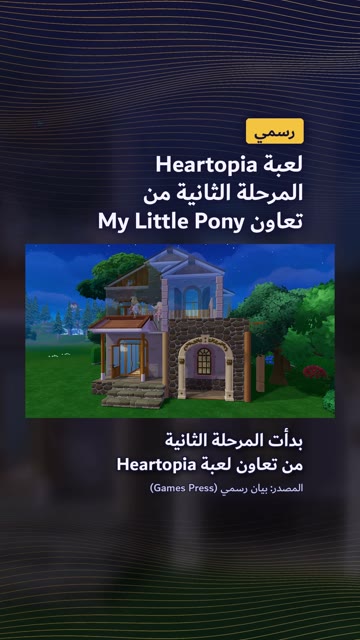 رسمي
لعبة Heartopia
المرحلة الثانية من
تعاون My Little Pony
بدأت المرحلة الثانية
من تعاون لعبة Heartopia
المصدر: بيان رسمي (Games Press)